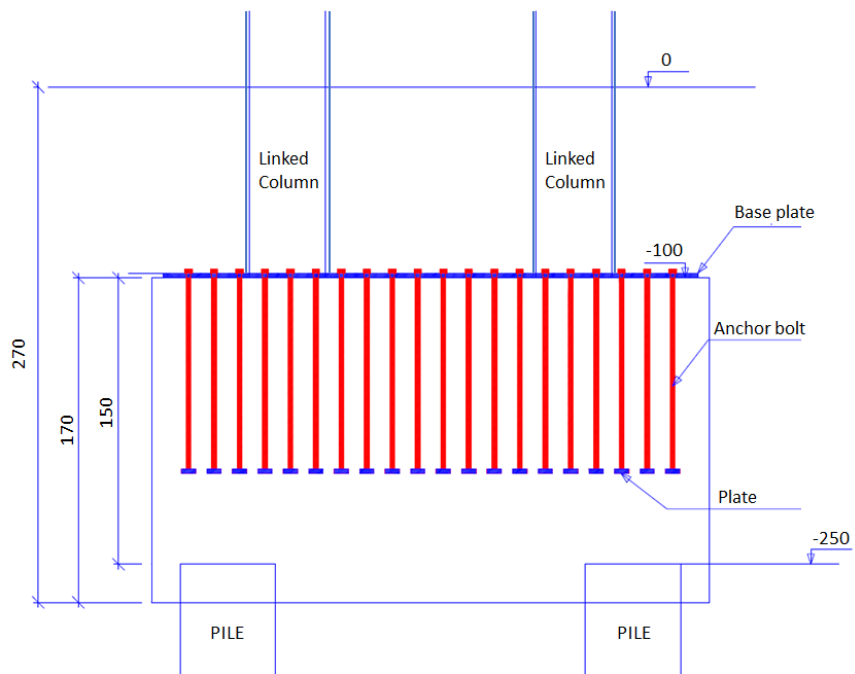 0
Linked
Column
Linked
Column
Base plate
-100
Anchor bolt
270
170
150
Plate
-250
PILE
PILE